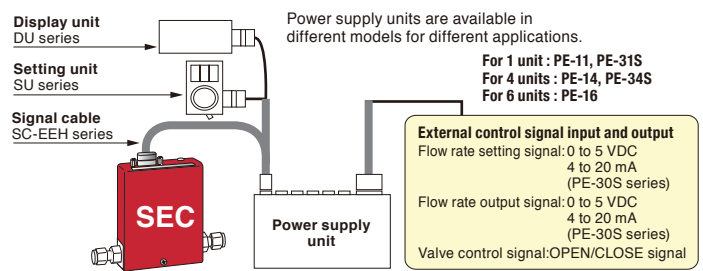 Display unit
DU series
Setting unit
SU series
Signal cable
SC-EEH series
SEC
Power supply
unit
Power supply units are available in
different models for different applications.
For 1 unit : PE-11, PE-31S
For 4 units : PE-14, PE-34S
For 6 units : PE-16
External control signal input and output
Flow rate setting signal: 0 to 5 VDC
4 to 20 mA
(PE-30S series)
Flow rate output signal: 0 to 5 VDC
4 to 20 mA
(PE-30S series)
Valve control signal:OPEN/CLOSE signal